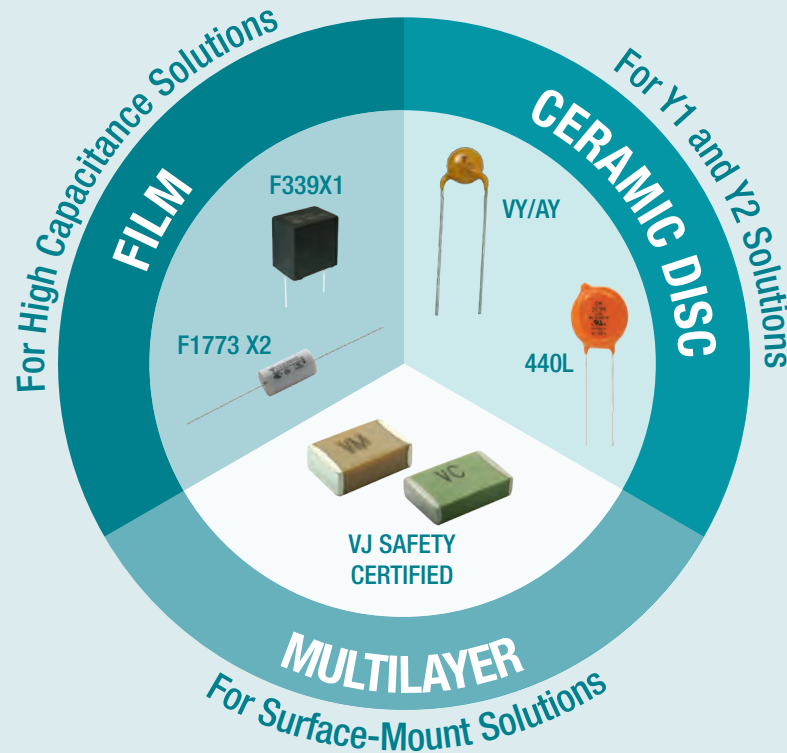 For High Capacitance Solutions
FILM
F339X1
F1773 X2
For Y1 and Y2 Solutions
CERAMIC DISC
VY/AY
440L
VM
VC
VJ SAFETY
CERTIFIED
MULTILAYER
For Surface-Mount Solutions